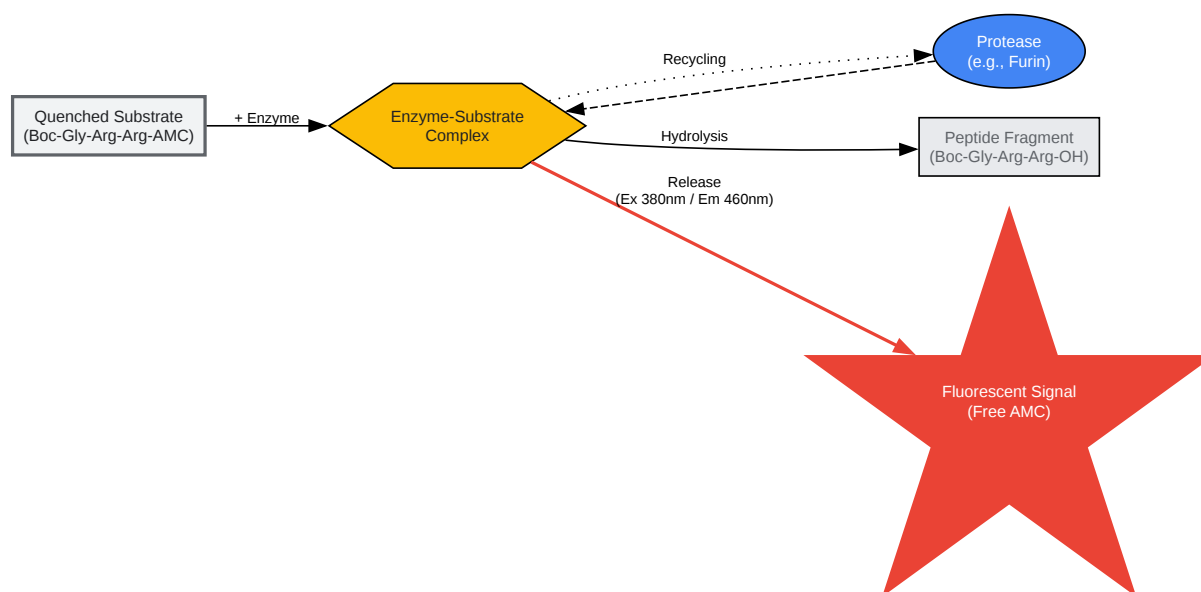 Quenched Substrate
(Boc-Gly-Arg-Arg-AMC)
+ Enzyme
Enzyme-Substrate
Complex
Recycling
Protease
(e.g., Furin)
Hydrolysis
Peptide Fragment
(Boc-Gly-Arg-Arg-OH)
Release
(Ex 380nm / Em 460nm)
Fluorescent Signal
(Free AMC)